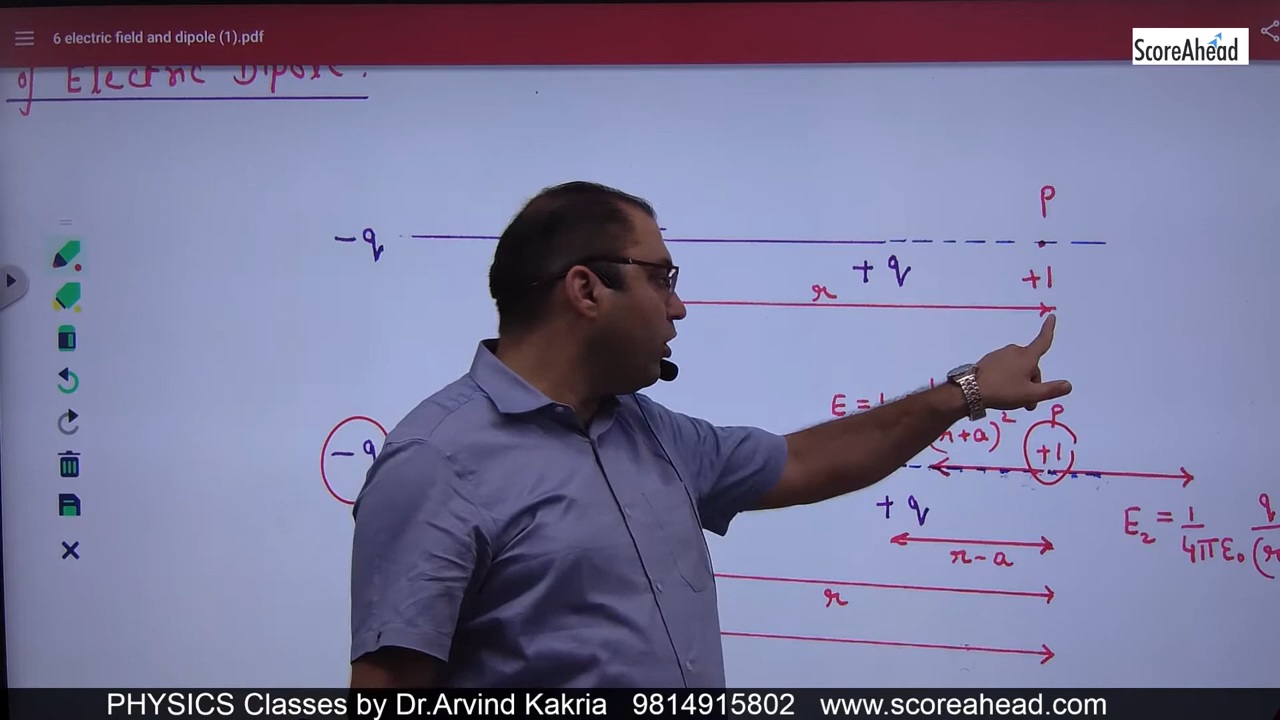 6 electric field and dipole (1).pdf
ScoreAhead
of Electric Dipole.
P
-q
+q
+1
r
E =
(r+a)²
P
-q
+1
+q
E₂ = 1/4πε₀ q/(r
r-a
r
PHYSICS Classes by Dr.Arvind Kakria 9814915802 www.scoreahead.com